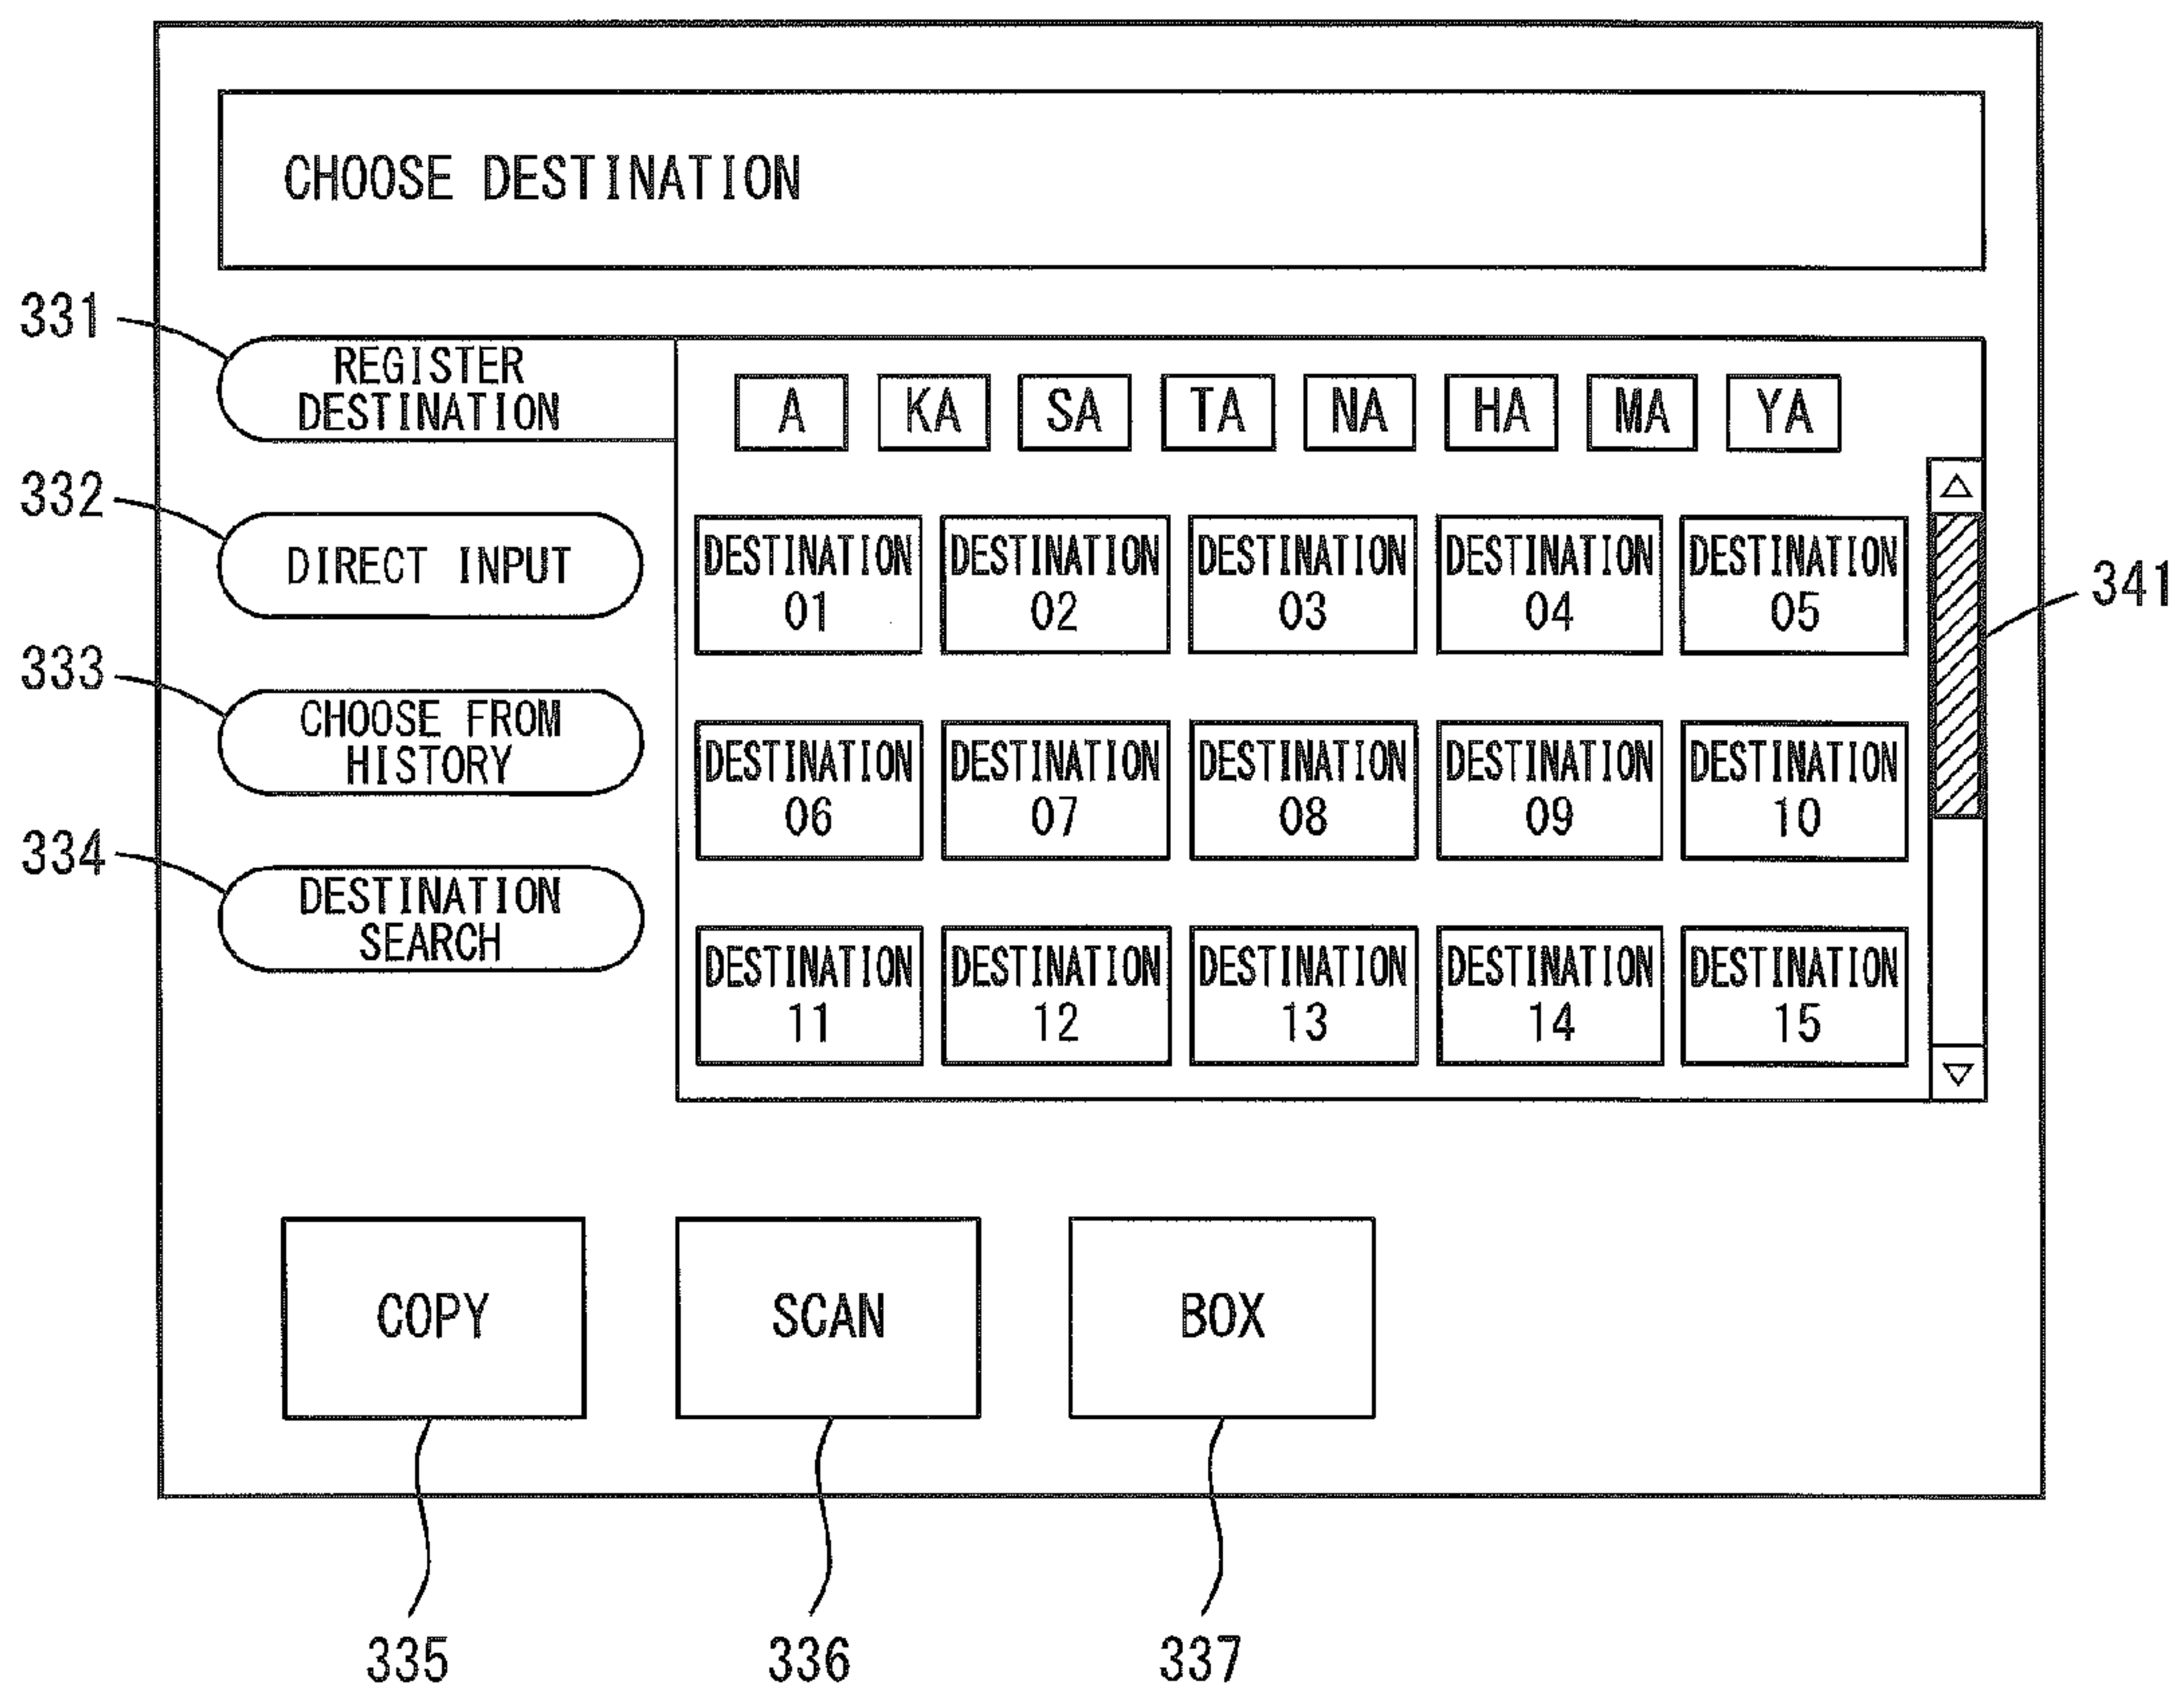 CHOOSE DESTINATION
331
REGISTER
DESTINATION
A KA SA TA NA HA MA YA
332
DIRECT INPUT
DESTINATION 01 DESTINATION 02 DESTINATION 03 DESTINATION 04 DESTINATION 05
341
333
CHOOSE FROM
HISTORY
DESTINATION 06 DESTINATION 07 DESTINATION 08 DESTINATION 09 DESTINATION 10
334
DESTINATION
SEARCH
DESTINATION 11 DESTINATION 12 DESTINATION 13 DESTINATION 14 DESTINATION 15
COPY SCAN BOX
335 336 337